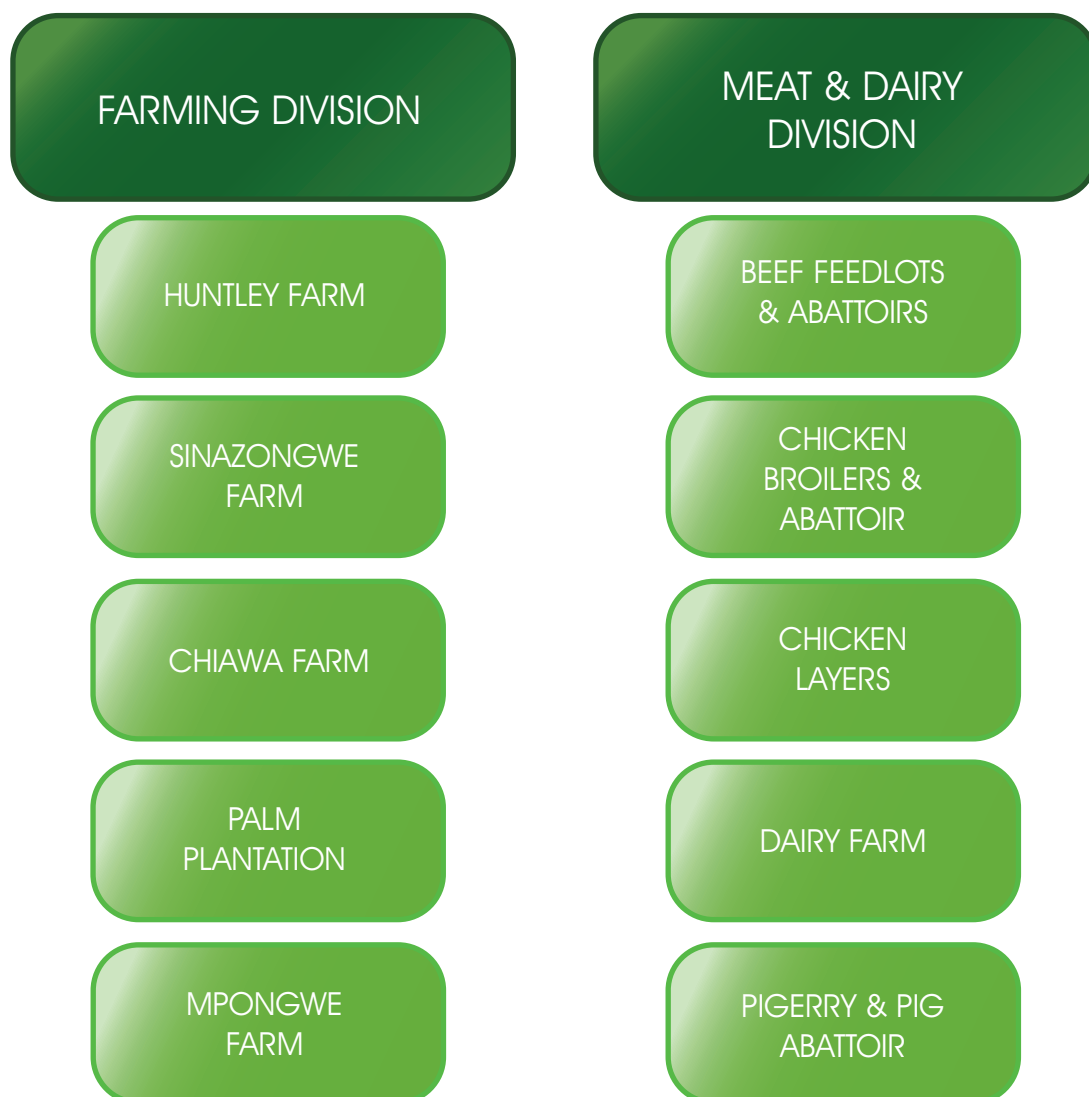 FARMING DIVISION
HUNTLEY FARM
SINAZONGWE
FARM
CHIAWA FARM
PALM
PLANTATION
MPONGWE
FARM
MEAT & DAIRY
DIVISION
BEEF FEEDLOTS
& ABATTOIRS
CHICKEN
BROILERS &
ABATTOIR
CHICKEN
LAYERS
DAIRY FARM
PIGERRY & PIG
ABATTOIR